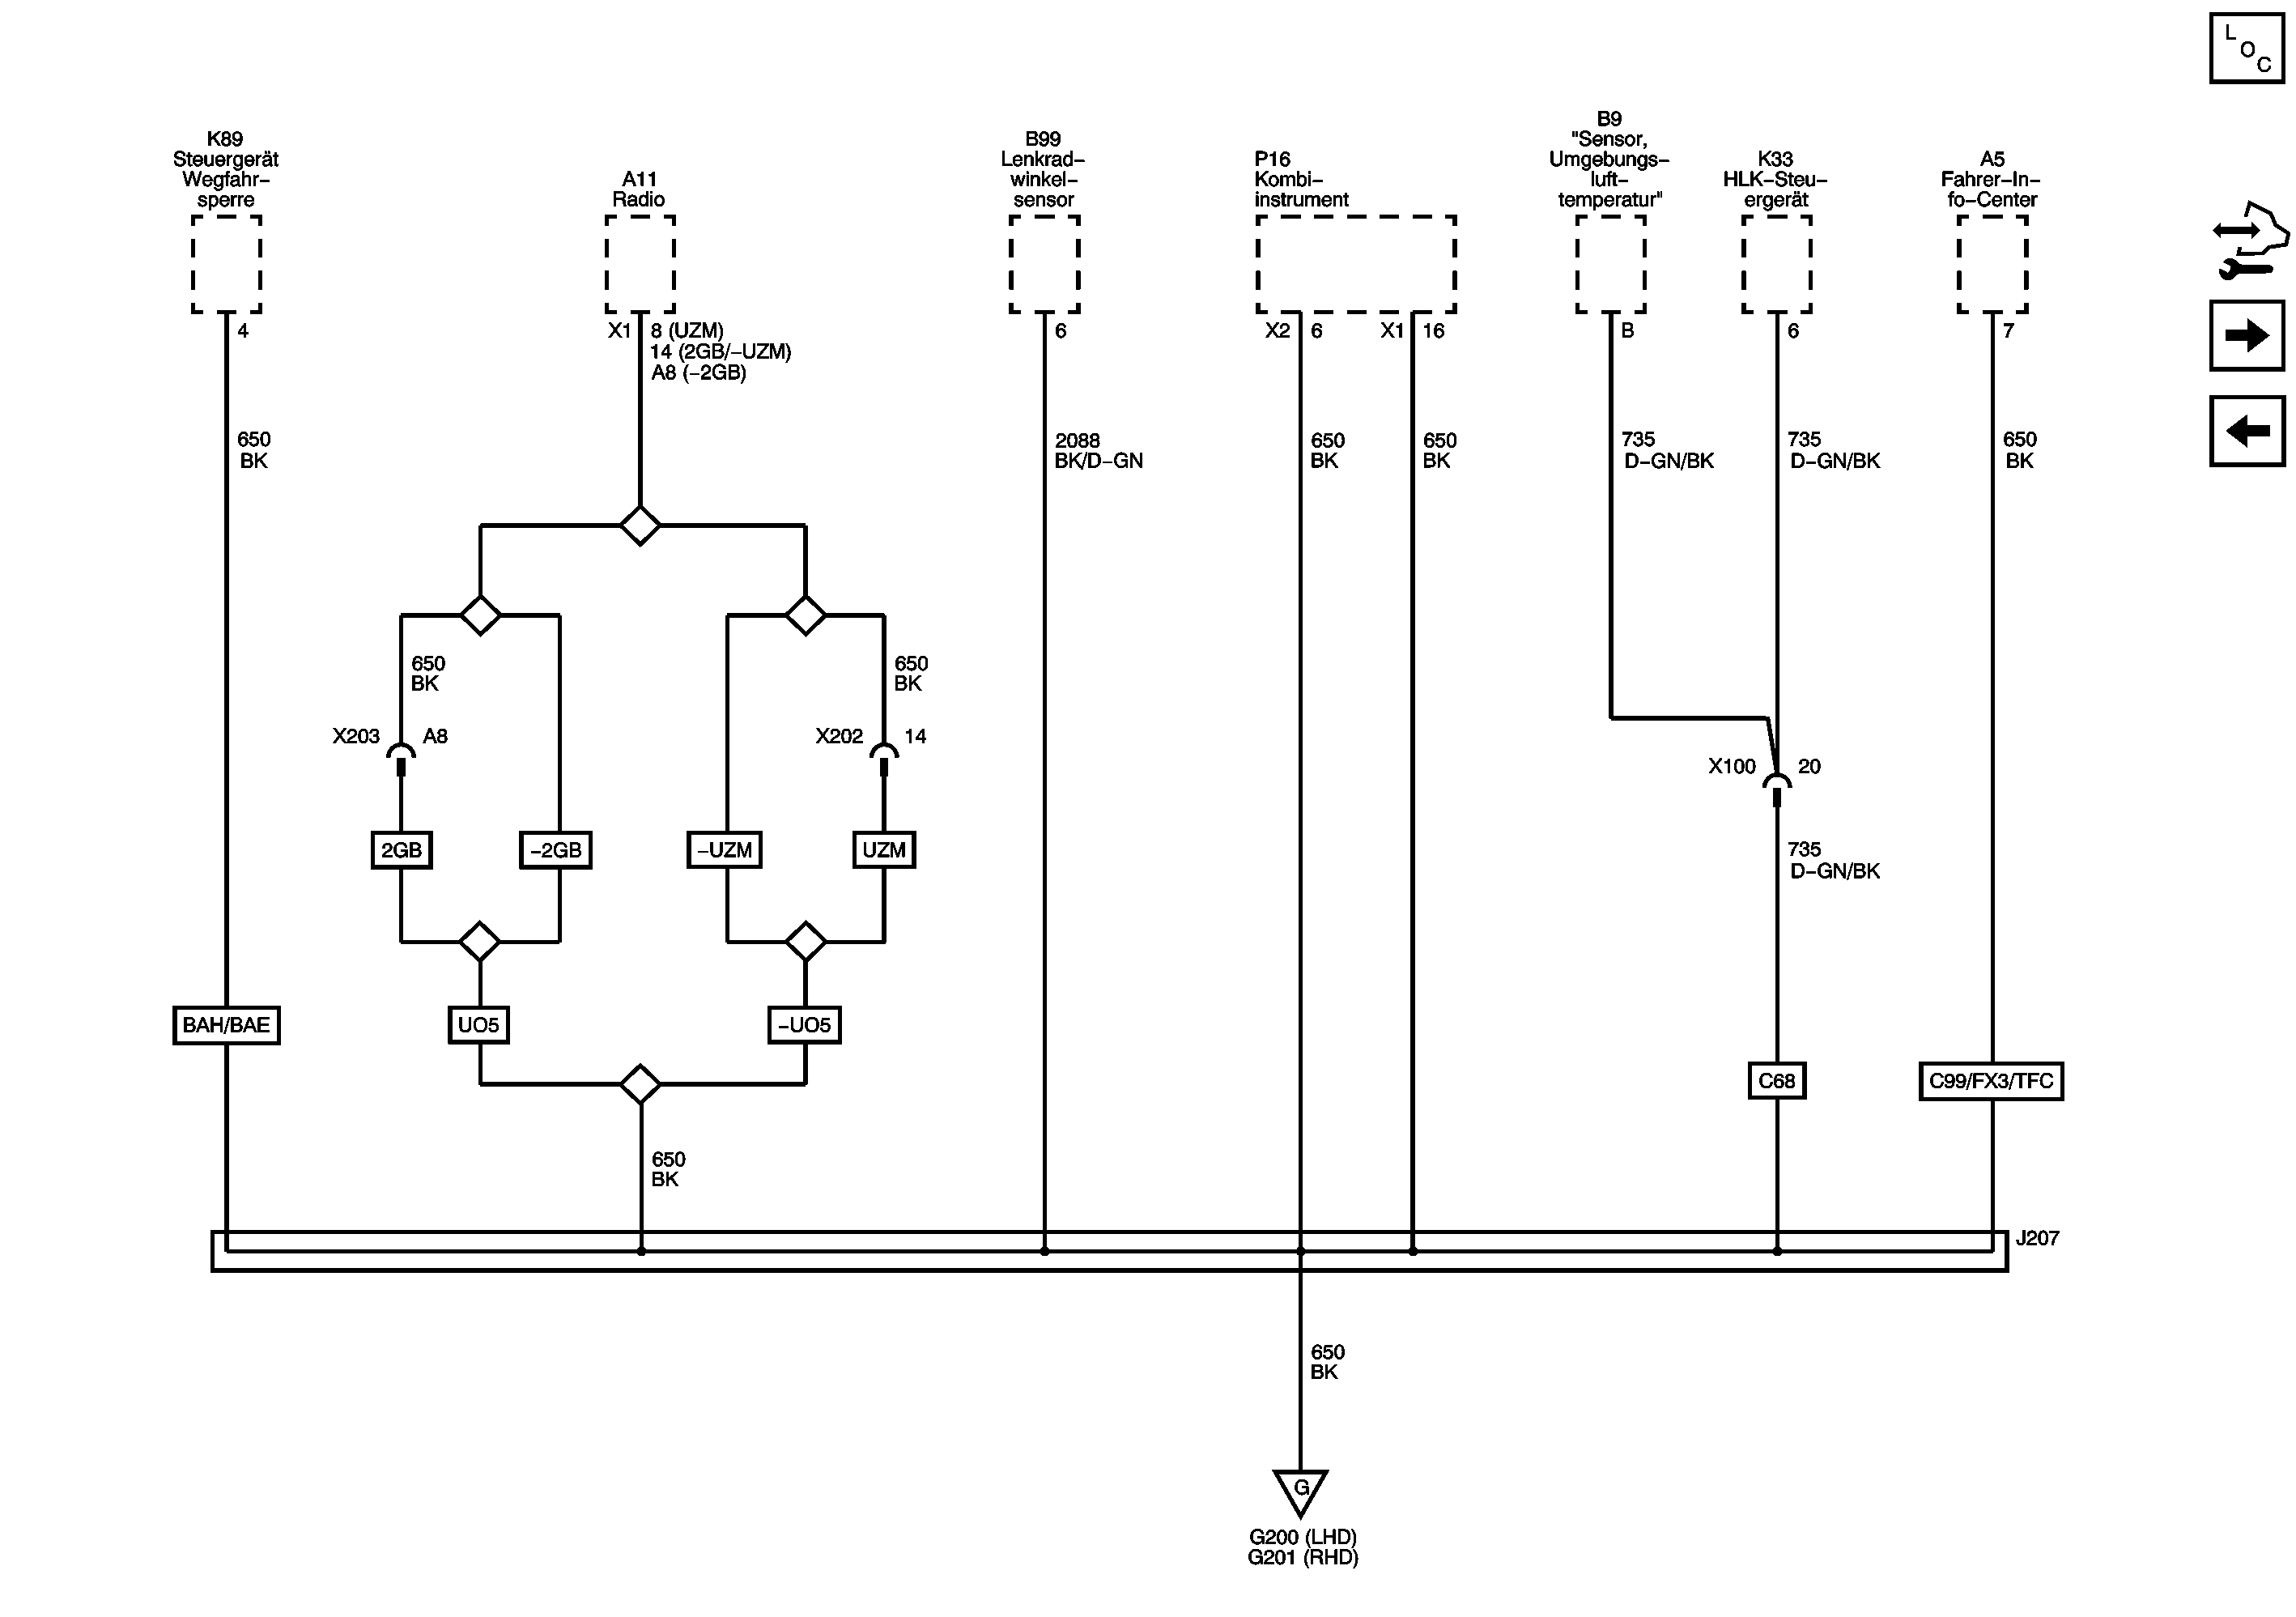 L
O
C
K89
Steuergerät
Wegfahr-
sperre
A11
Radio
B99
Lenkrad-
winkel-
sensor
P16
Kombi-
instrument
B9
"Sensor,
Umgebungs-
luft-
temperatur"
K33
HLK-Steu-
ergerät
A5
Fahrer-In-
fo-Center
4
X1 8 (UZM)
14 (2GB/-UZM)
A8 (-2GB)
6
X2 6
X1 16
B
6
7
650
BK
2088
BK/D-GN
650
BK
650
BK
735
D-GN/BK
735
D-GN/BK
650
BK
650
BK
650
BK
X203 A8
X202 14
X100 20
2GB
-2GB
-UZM
UZM
735
D-GN/BK
BAH/BAE
UO5
-UO5
C68
C99/FX3/TFC
650
BK
J207
650
BK
G
G200 (LHD)
G201 (RHD)